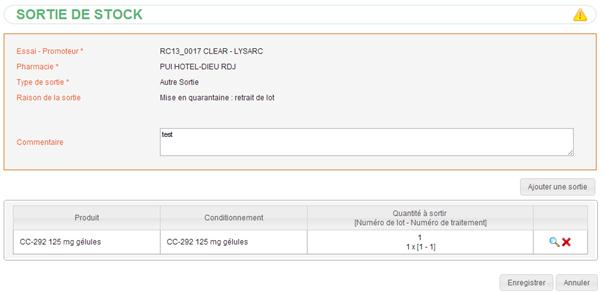 SORTIE DE STOCK
Essai - Promoteur * RC13_0017 CLEAR - LYSARC
Pharmacie * PUI HOTEL-DIEU RDJ
Type de sortie * Autre Sortie
Raison de la sortie Mise en quarantaine : retrait de lot
Commentaire test
Ajouter une sortie
Produit Conditionnement Quantité à sortir
[Numéro de lot - Numéro de traitement]
CC-292 125 mg gélules CC-292 125 mg gélules 1
1 x [1 - 1]
Enregistrer Annuler